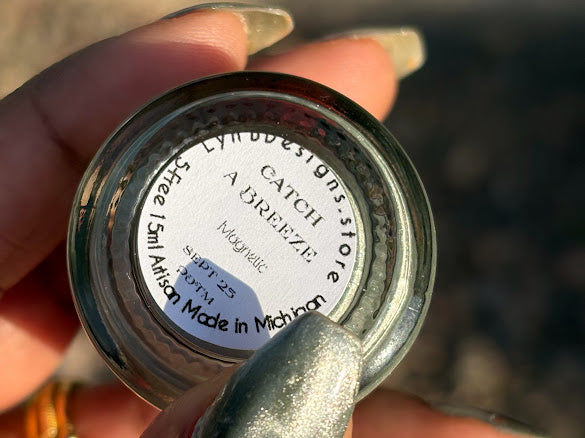 LynBDesigns.store
CATCH
A BREEZE
Magnetic
SEPT 25
POTM
5Free 15ml Artisan Made in Michigan